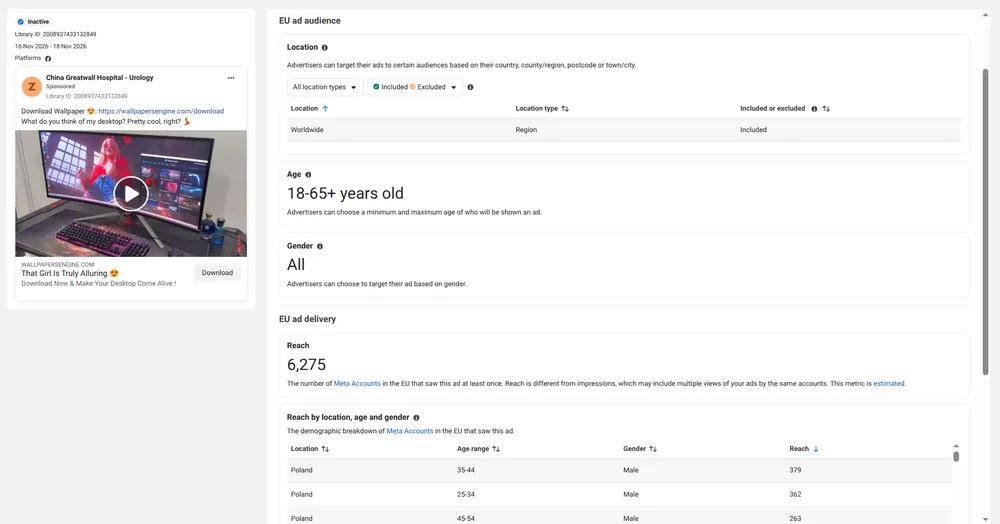 Inactive
Library ID: 2008937433132849
16 Nov 2026 - 18 Nov 2026
Platforms
Z
China Greatwall Hospital - Urology
Sponsored
Library ID: 2008937433132849
Download Wallpaper 😍: https://wallpapersengine.com/download
What do you think of my desktop? Pretty cool, right? 💃
WALLPAPERSENGINE.COM
That Girl Is Truly Alluring 😍
Download Now & Make Your Desktop Come Alive !
Download
EU ad audience
Location
Advertisers can target their ads to certain audiences based on their country, county/region, postcode or town/city.
All location types
Included Excluded
Location Location type Included or excluded
Worldwide Region Included
Age
18-65+ years old
Advertisers can choose a minimum and maximum age of who will be shown an ad.
Gender
All
Advertisers can choose to target their ad based on gender.
EU ad delivery
Reach
6,275
The number of Meta Accounts in the EU that saw this ad at least once. Reach is different from impressions, which may include multiple views of your ads by the same accounts. This metric is estimated.
Reach by location, age and gender
The demographic breakdown of Meta Accounts in the EU that saw this ad.
Location Age range Gender Reach
Poland 35-44 Male 379
Poland 25-34 Male 362
Poland 45-54 Male 263